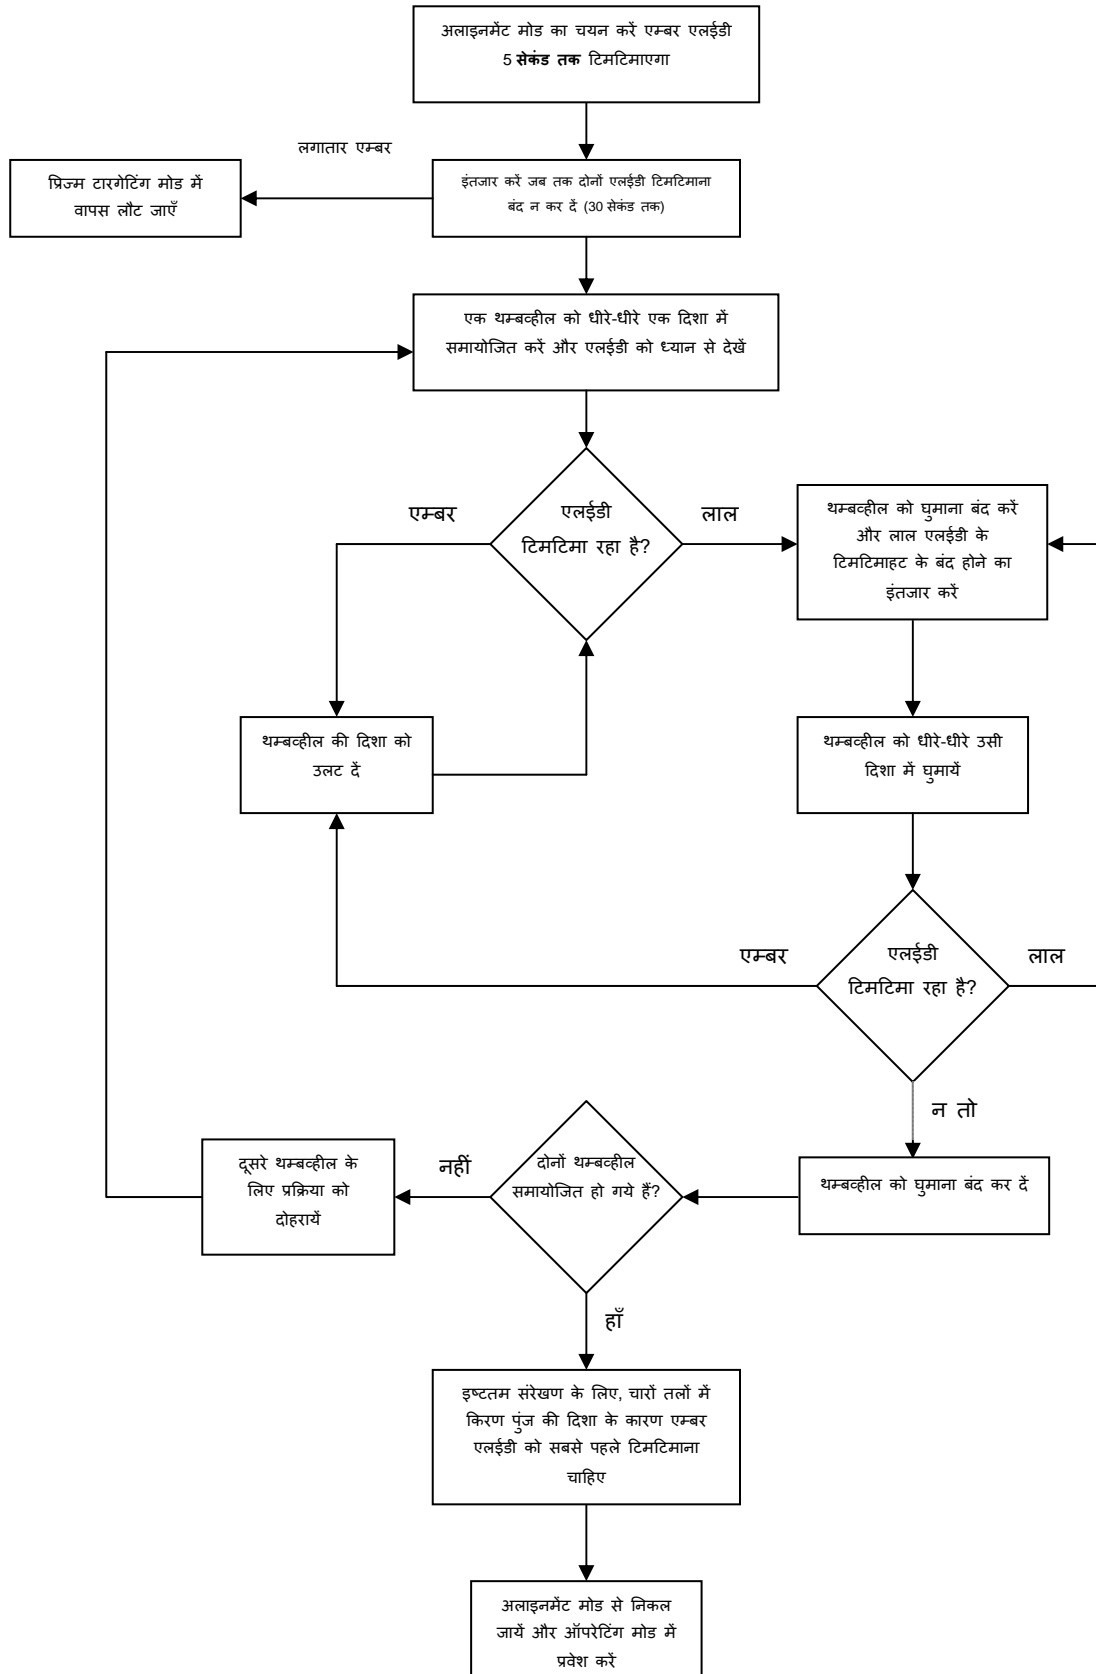 अलाइनमेंट मोड का चयन करें एम्बर एलईडी
5 सेकंड तक टिमटिमाएगा
लगातार एम्बर
प्रिज्म टारगेटिंग मोड में
वापस लौट जाएँ
इंतजार करें जब तक दोनों एलईडी टिमटिमाना
बंद न कर दें (30 सेकंड तक)
एक थम्बव्हील को धीरे-धीरे एक दिशा में
समायोजित करें और एलईडी को ध्यान से देखें
एम्बर
एलईडी
टिमटिमा रहा है?
लाल
थम्बव्हील को घुमाना बंद करें
और लाल एलईडी के
टिमटिमाहट के बंद होने का
इंतजार करें
थम्बव्हील की दिशा को
उलट दें
थम्बव्हील को धीरे-धीरे उसी
दिशा में घुमायें
एम्बर
एलईडी
टिमटिमा रहा है?
लाल
न तो
दूसरे थम्बव्हील के
लिए प्रक्रिया को
दोहरायें
नहीं
दोनों थम्बव्हील
समायोजित हो गये हैं?
थम्बव्हील को घुमाना बंद कर दें
हाँ
इष्टतम संरेखण के लिए, चारों तलों में
किरण पुंज की दिशा के कारण एम्बर
एलईडी को सबसे पहले टिमटिमाना
चाहिए
अलाइनमेंट मोड से निकल
जायें और ऑपरेटिंग मोड में
प्रवेश करें